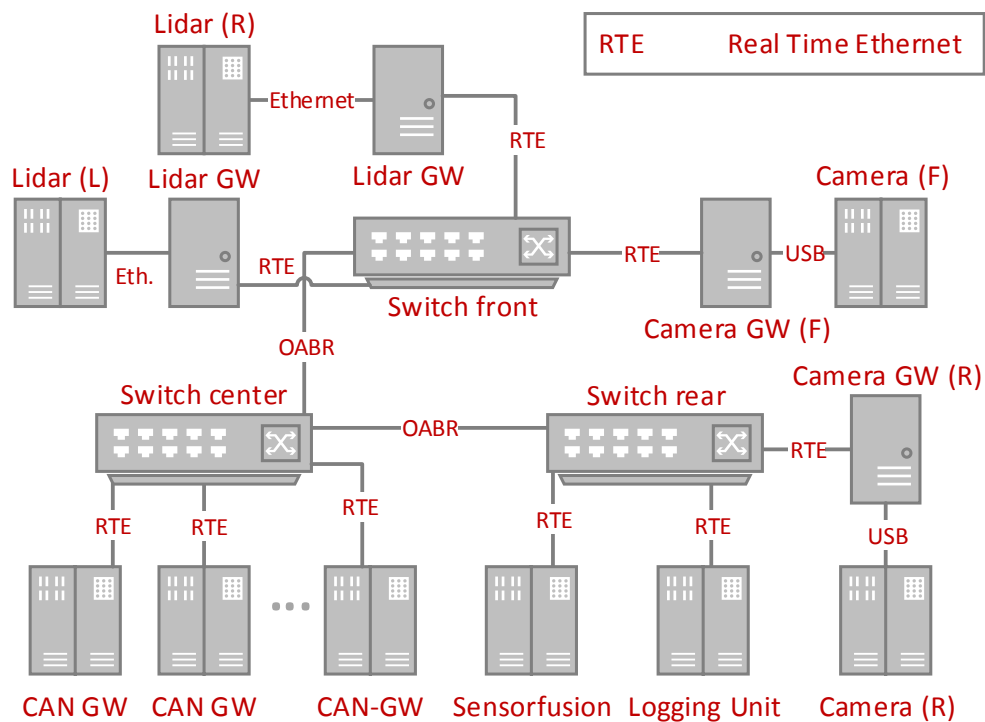 Lidar (R)
RTE Real Time Ethernet
Ethernet
RTE
Lidar (L)
Lidar GW
Lidar GW
Camera (F)
Eth.
RTE
RTE
USB
Switch front
Camera GW (F)
OABR
Camera GW (R)
Switch center
Switch rear
OABR
RTE
RTE
RTE
RTE
RTE
RTE
USB
CAN GW
CAN GW
CAN-GW
Sensorfusion
Logging Unit
Camera (R)